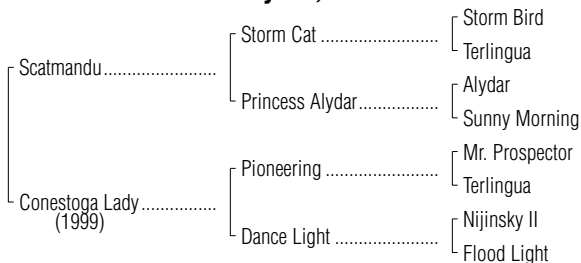 Storm Bird
Storm Cat ........................
Terlingua
Scatmandu.......................
Alydar
Princess Alydar.................
Sunny Morning
Mr. Prospector
Pioneering .......................
Terlingua
Conestoga Lady ...............
(1999)
Nijinsky II
Dance Light .....................
Flood Light